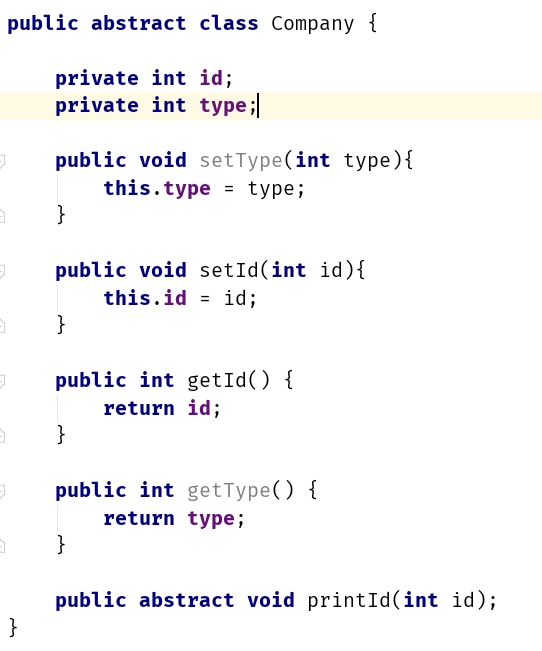 public abstract class Company {
    private int id;
    private int type;
    public void setType(int type){
        this.type = type;
    }
    public void setId(int id){
        this.id = id;
    }
    public int getId() {
        return id;
    }
    public int getType() {
        return type;
    }
    public abstract void printId(int id);
}